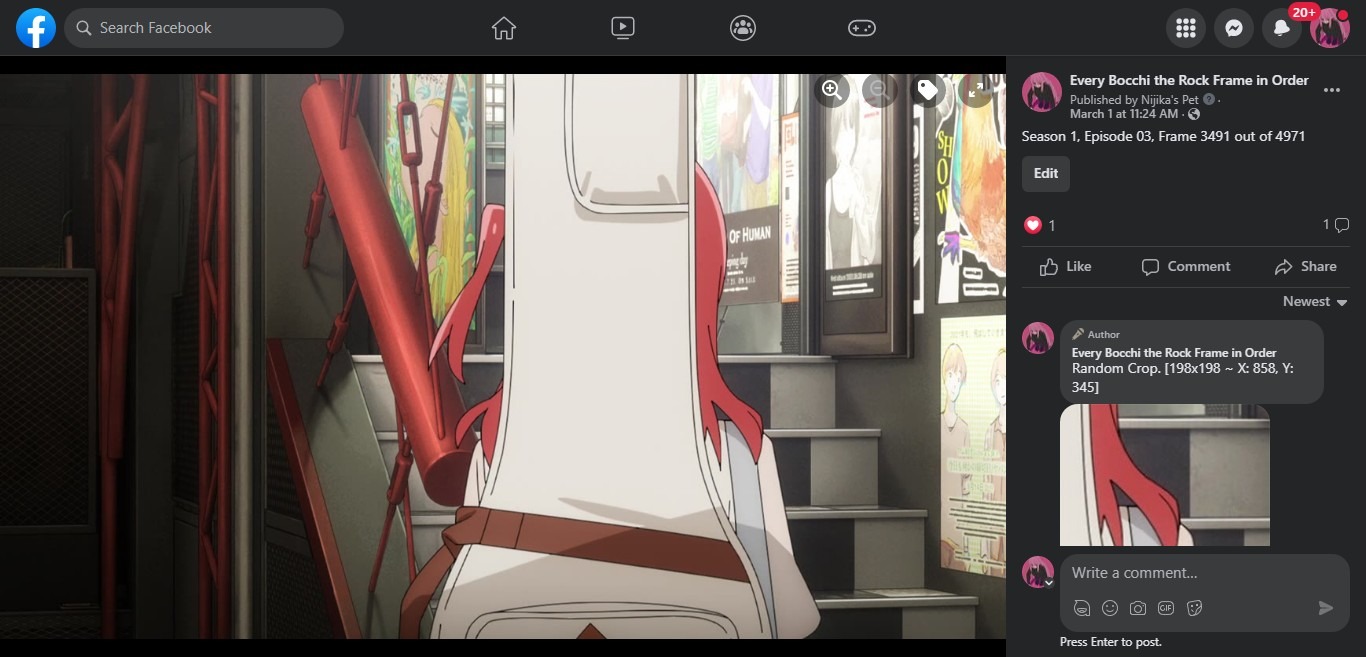 Search Facebook
20+
SHOW
OF HUMAN
Every Bocchi the Rock Frame in Order
Published by Nijika's Pet ·
March 1 at 11:24 AM ·
Season 1, Episode 03, Frame 3491 out of 4971
Edit
1
1
Like
Comment
Share
Newest
Author
Every Bocchi the Rock Frame in Order
Random Crop. [198x198 ~ X: 858, Y:
345]
Write a comment...
GIF
Press Enter to post.